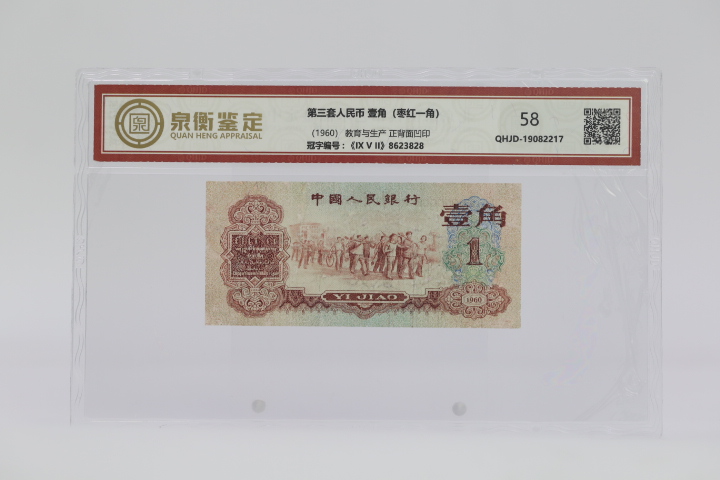 泉衡鉴定
QUAN HENG APPRAISAL
第三套人民币 壹角（枣红一角）
（1960） 教育与生产 正背面凹印
冠字编号：《IX V II》8623828
58
QHJD-19082217
中國人民銀行
壹角
1
YI JIAO
1960